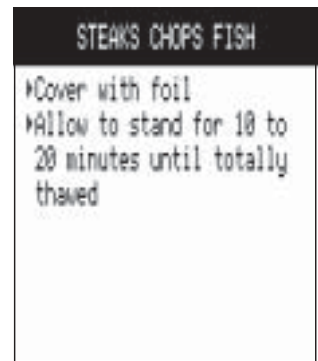 STEAKS CHOPS FISH
▸Cover with foil
▸Allow to stand for 10 to
20 minutes until totally
thawed